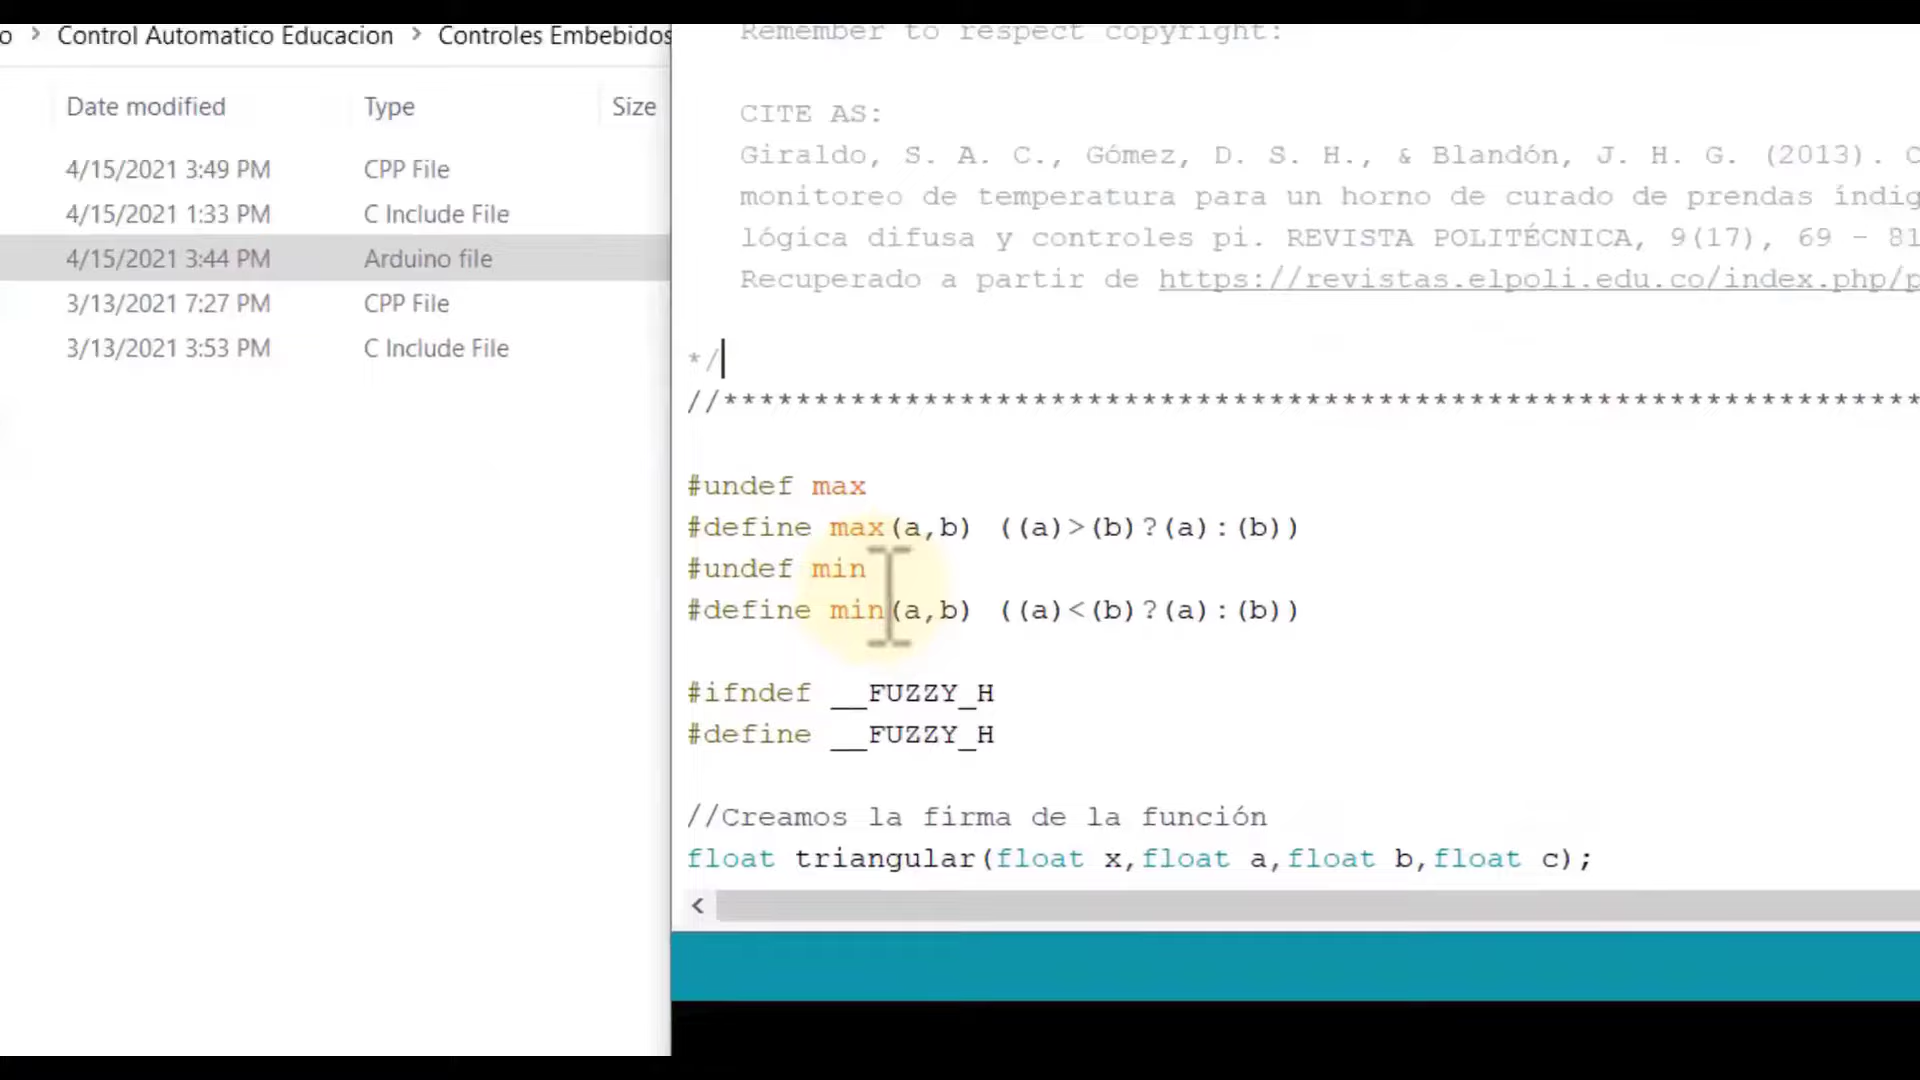 o > Control Automatico Educacion > Controles Embebidos
Date modified Type Size
4/15/2021 3:49 PM CPP File
4/15/2021 1:33 PM C Include File
4/15/2021 3:44 PM Arduino file
3/13/2021 7:27 PM CPP File
3/13/2021 3:53 PM C Include File
Remember to respect copyright:
CITE AS:
Giraldo, S. A. C., Gómez, D. S. H., & Blandón, J. H. G. (2013). C
monitoreo de temperatura para un horno de curado de prendas índig
lógica difusa y controles pi. REVISTA POLITÉCNICA, 9(17), 69 – 81
Recuperado a partir de https://revistas.elpoli.edu.co/index.php/p
*/
//******************************************************************
#undef max
#define max(a,b) ((a)>(b)?(a):(b))
#undef min
#define min(a,b) ((a)<(b)?(a):(b))
#ifndef __FUZZY_H
#define __FUZZY_H
//Creamos la firma de la función
float triangular(float x,float a,float b,float c);